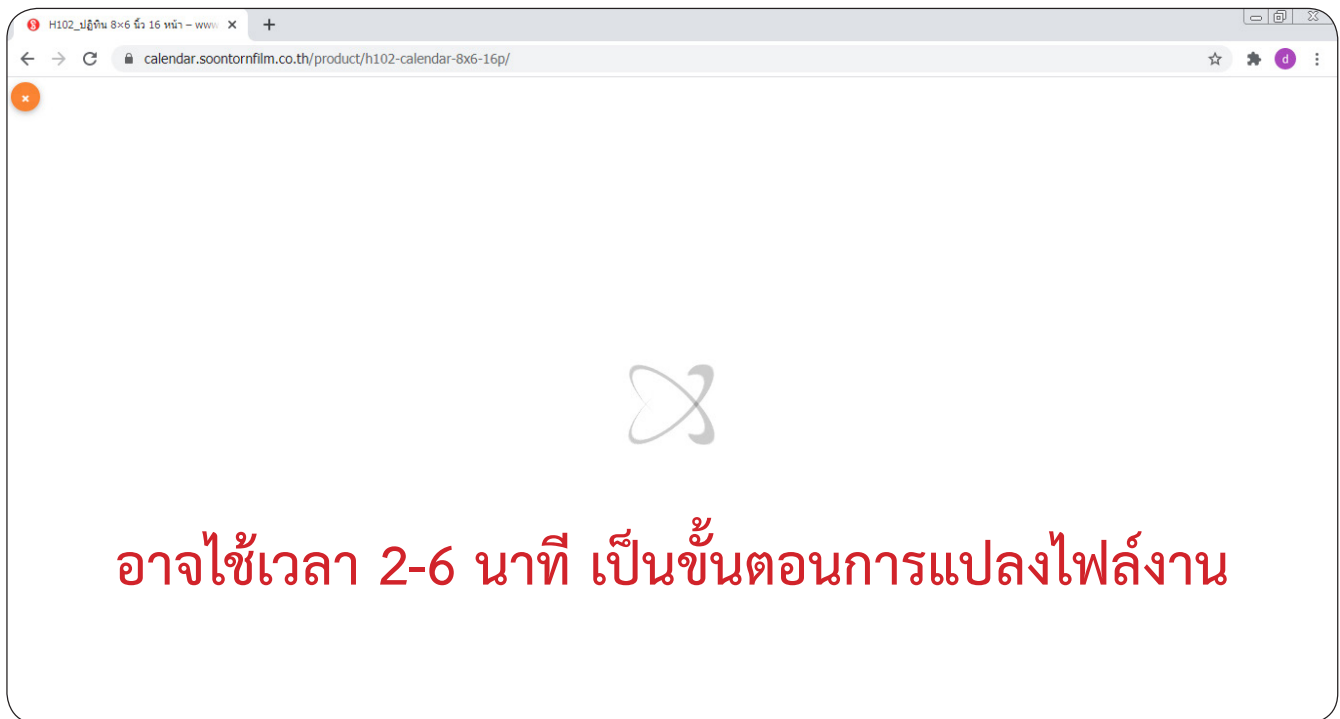 H102_ปฏิทิน 8×6 นิ้ว 16 หน้า – www
calendar.soontornfilm.co.th/product/h102-calendar-8x6-16p/
d
อาจไช้เวลา 2-6 นาที เป็นขั้นตอนการแปลงไฟล์งาน